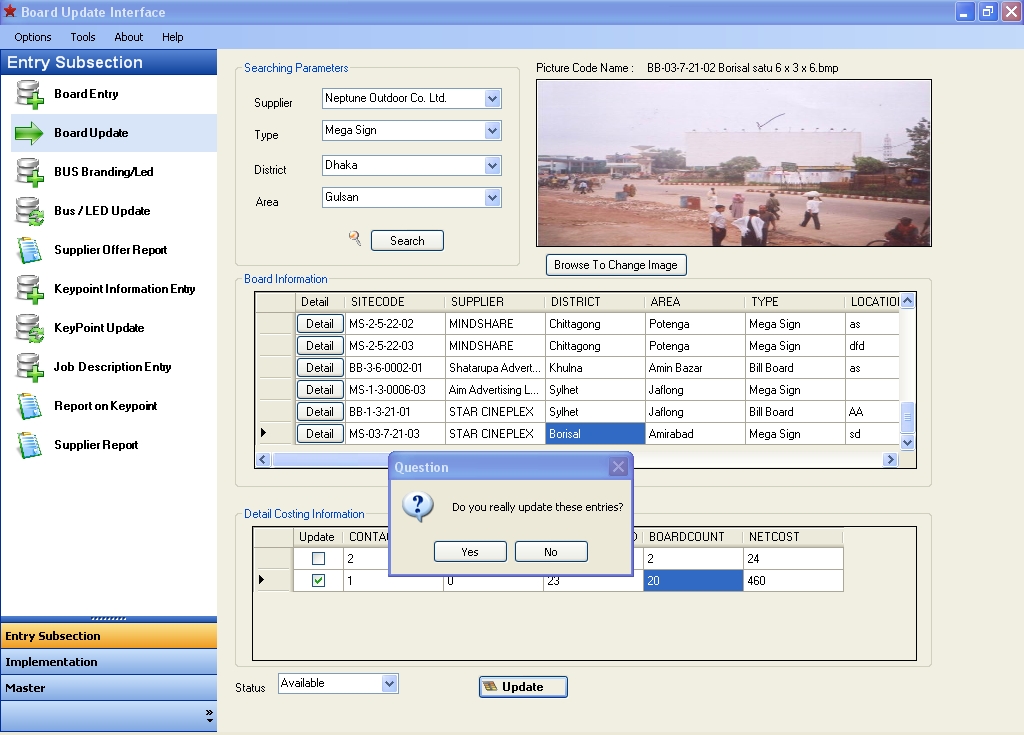 Board Update Interface
Options Tools About Help
Entry Subsection
Board Entry
Board Update
BUS Branding/Led
Bus / LED Update
Supplier Offer Report
Keypoint Information Entry
KeyPoint Update
Job Description Entry
Report on Keypoint
Supplier Report
Entry Subsection
Implementation
Master
Searching Parameters
Supplier Neptune Outdoor Co. Ltd.
Type Mega Sign
District Dhaka
Area Gulsan
Search
Picture Code Name : BB-03-7-21-02 Borisal satu 6 x 3 x 6.bmp
Browse To Change Image
Board Information
Detail SITECODE SUPPLIER DISTRICT AREA TYPE LOCATIO
Detail MS-2-5-22-02 MINDSHARE Chittagong Potenga Mega Sign as
Detail MS-2-5-22-03 MINDSHARE Chittagong Potenga Mega Sign dfd
Detail BB-3-6-0002-01 Shatarupa Advert... Khulna Amin Bazar Bill Board as
Detail MS-1-3-0006-03 Aim Advertising L... Sylhet Jaflong Mega Sign
Detail BB-1-3-21-01 STAR CINEPLEX Sylhet Jaflong Bill Board AA
Detail MS-03-7-21-03 STAR CINEPLEX Borisal Amirabad Mega Sign sd
Question
Do you really update these entries?
Yes No
Detail Costing Information
Update CONTA D BOARDCOUNT NETCOST
2 2 24
1 0 23 20 460
Status Available
Update